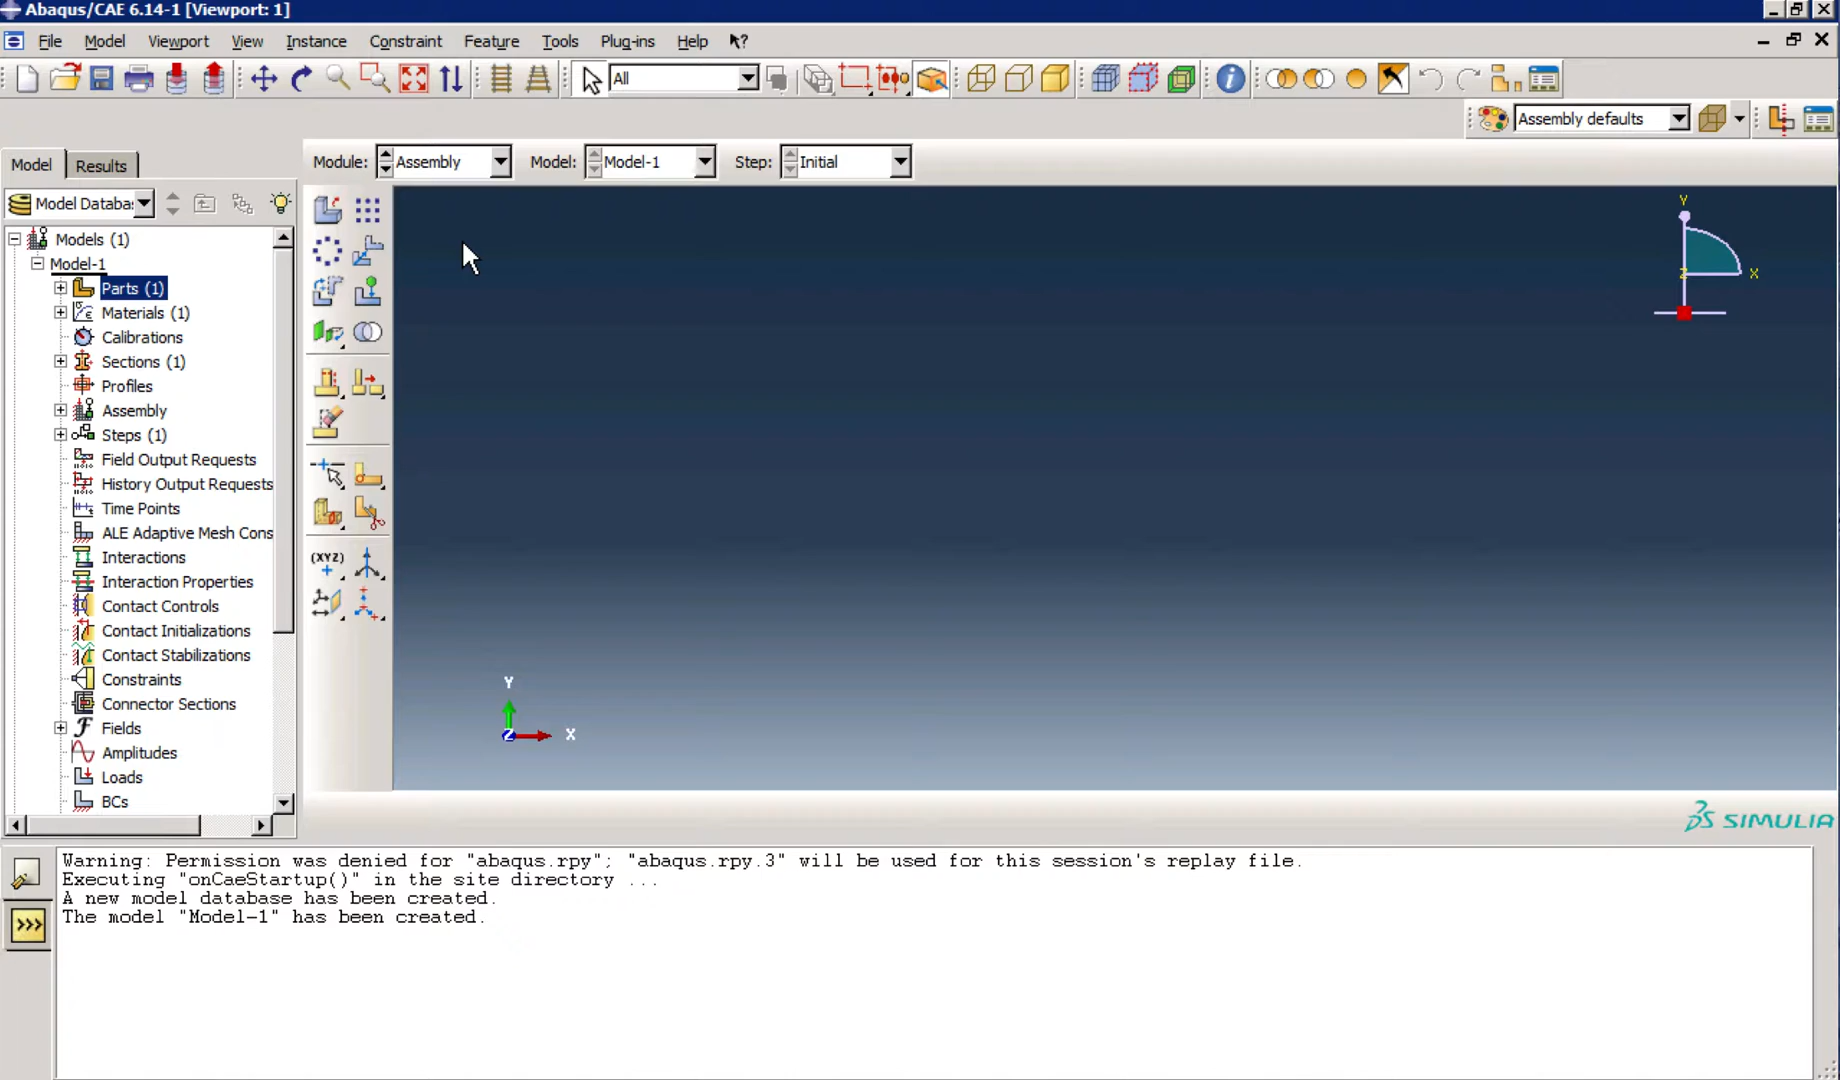 Abaqus/CAE 6.14-1 [Viewport: 1]
File Model Viewport View Instance Constraint Feature Tools Plug-ins Help
All
Assembly defaults
Model Results
Module: Assembly Model: Model-1 Step: Initial
Model Databa
Models (1)
Model-1
Parts (1)
Materials (1)
Calibrations
Sections (1)
Profiles
Assembly
Steps (1)
Field Output Requests
History Output Requests
Time Points
ALE Adaptive Mesh Cons
Interactions
Interaction Properties
Contact Controls
Contact Initializations
Contact Stabilizations
Constraints
Connector Sections
Fields
Amplitudes
Loads
BCs
(XYZ)
Y
Z X
Y
Z X
SIMULIA
Warning: Permission was denied for "abaqus.rpy"; "abaqus.rpy.3" will be used for this session's replay file.
Executing "onCaeStartup()" in the site directory ...
A new model database has been created.
The model "Model-1" has been created.
>>>